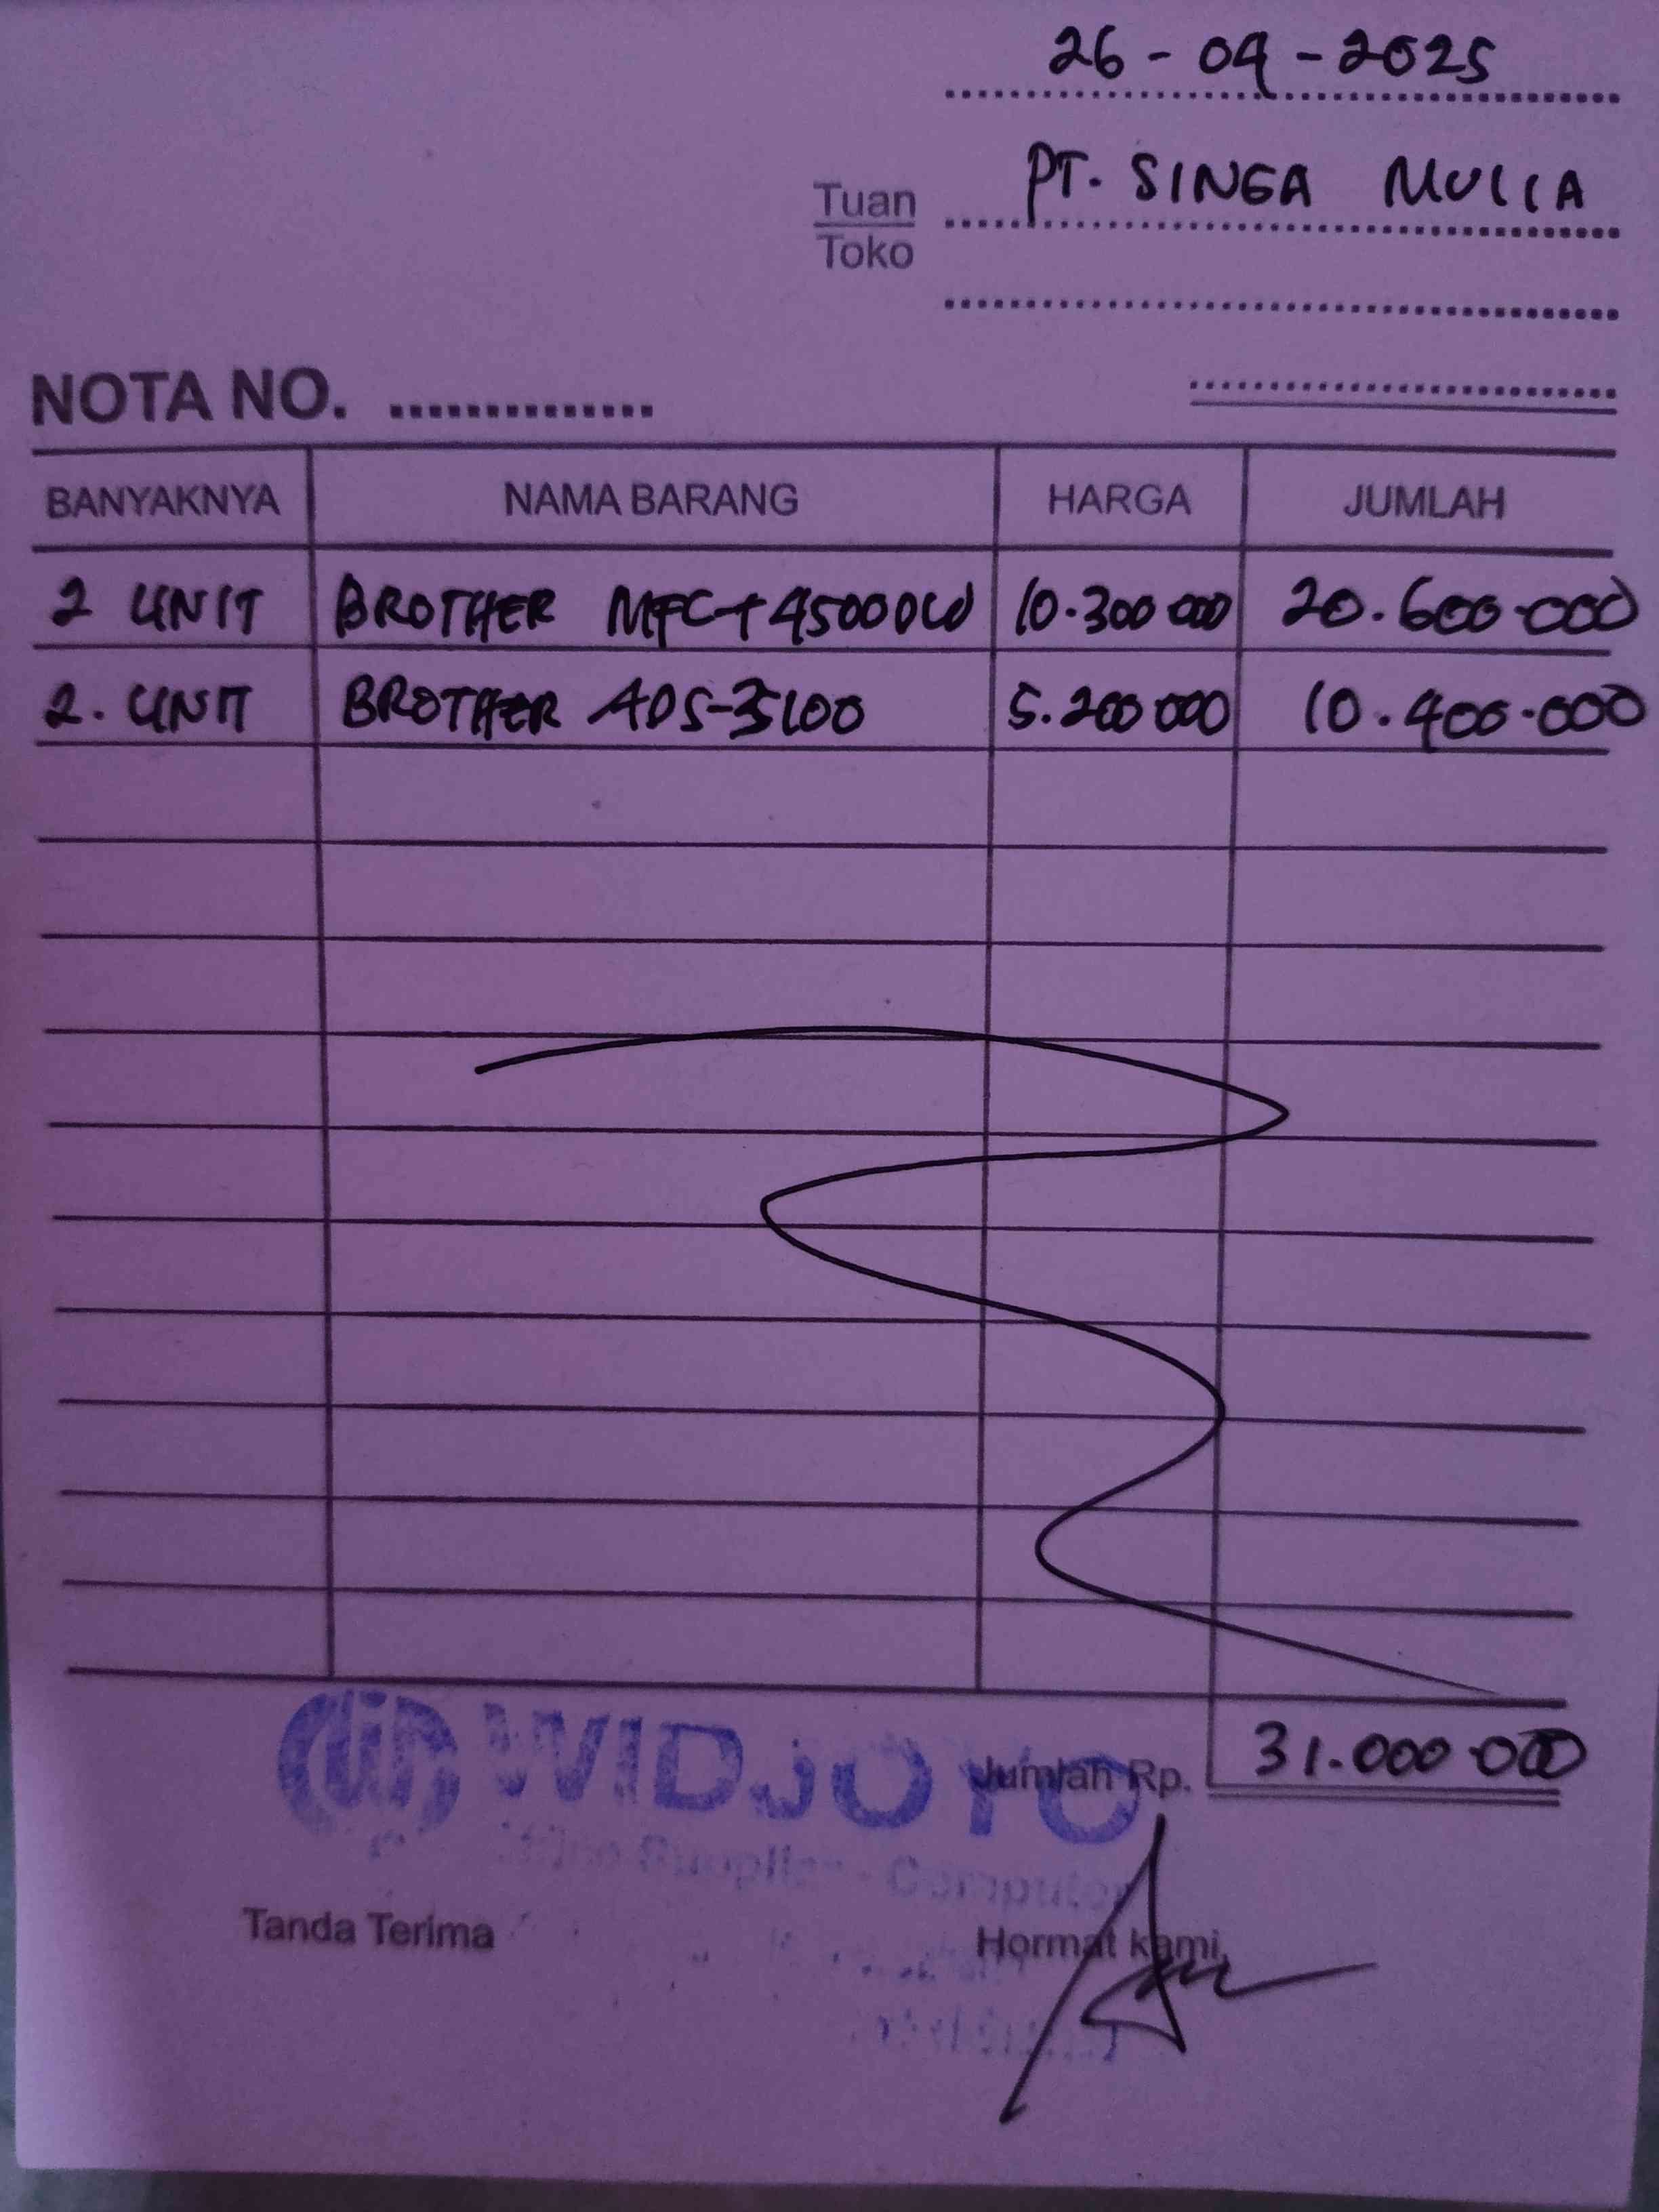 26-09-2025
Tuan PT. SINGA MULIA
Toko
NOTA NO. ..............
BANYAKNYA NAMA BARANG HARGA JUMLAH
2 UNIT BROTHER MFC-T4500DW 10.300 000 20.600.000
2. UNIT BROTHER ADS-3100 5.200 000 10.400.000
WIDJOYO
Jumlah Rp. 31.000 000
Supplier - Computer
Tanda Terima Hormat kami,